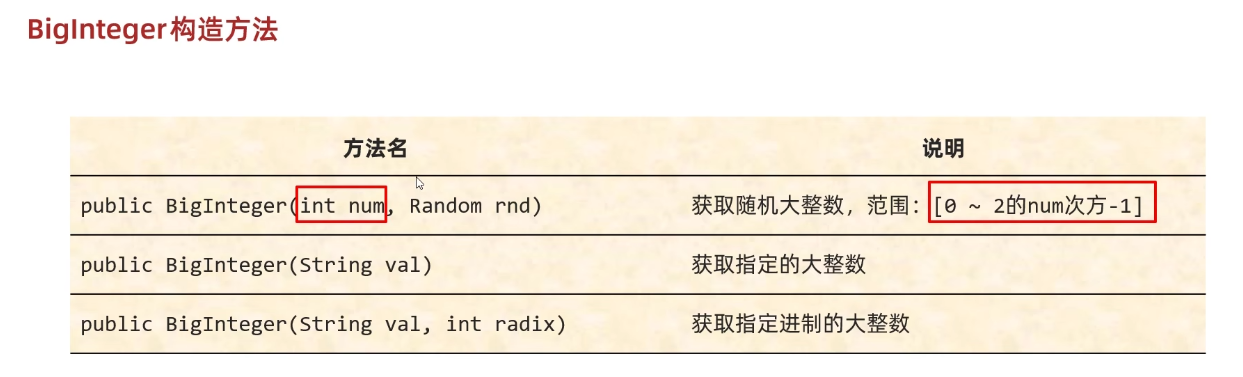 BigInteger构造方法
方法名 说明
public BigInteger(int num, Random rnd) 获取随机大整数，范围：[0 ~ 2的num次方-1]
public BigInteger(String val) 获取指定的大整数
public BigInteger(String val, int radix) 获取指定进制的大整数